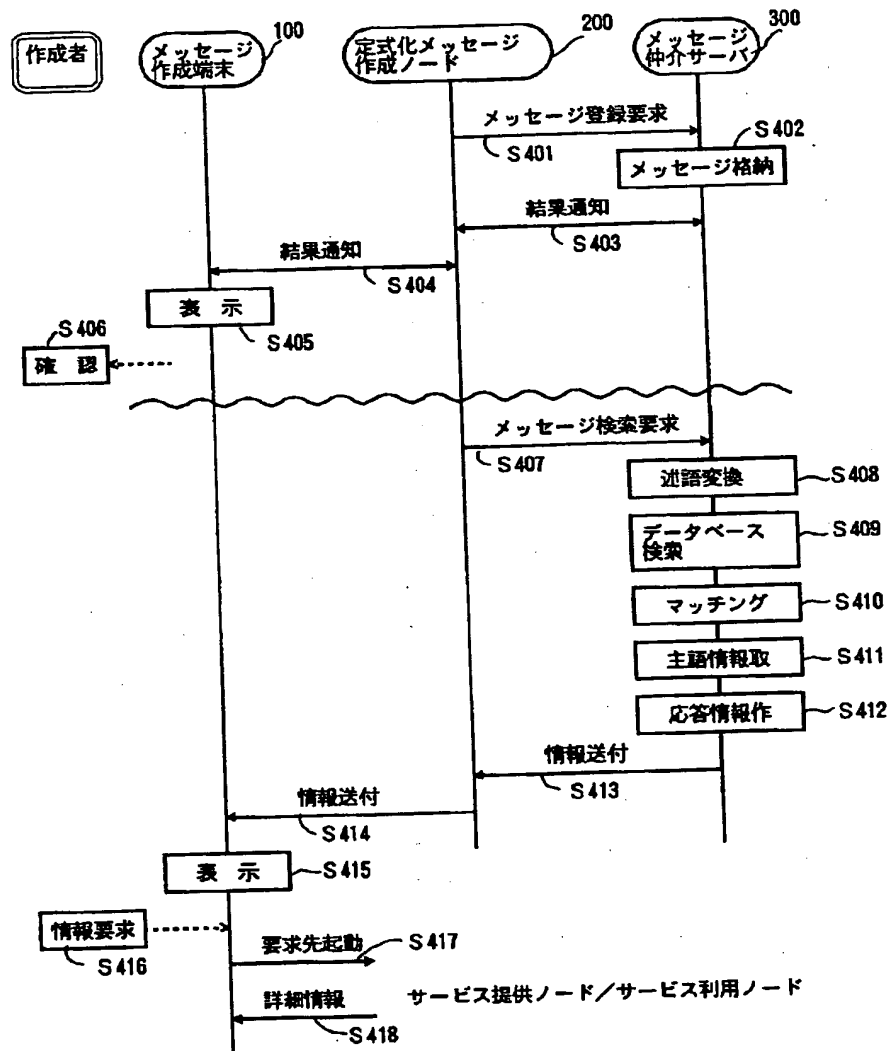 作成者
メッセージ
作成端末
100
定式化メッセージ
作成ノード
200
メッセージ
仲介サーバ
300
メッセージ登録要求
S401
S402
メッセージ格納
結果通知
S403
結果通知
S404
表 示
S405
S406
確 認
メッセージ検索要求
S407
述語変換
S408
データベース
検索
S409
マッチング
S410
主語情報取
S411
応答情報作
S412
情報送付
S413
情報送付
S414
表 示
S415
情報要求
S416
要求先起動
S417
詳細情報
S418
サービス提供ノード/サービス利用ノード